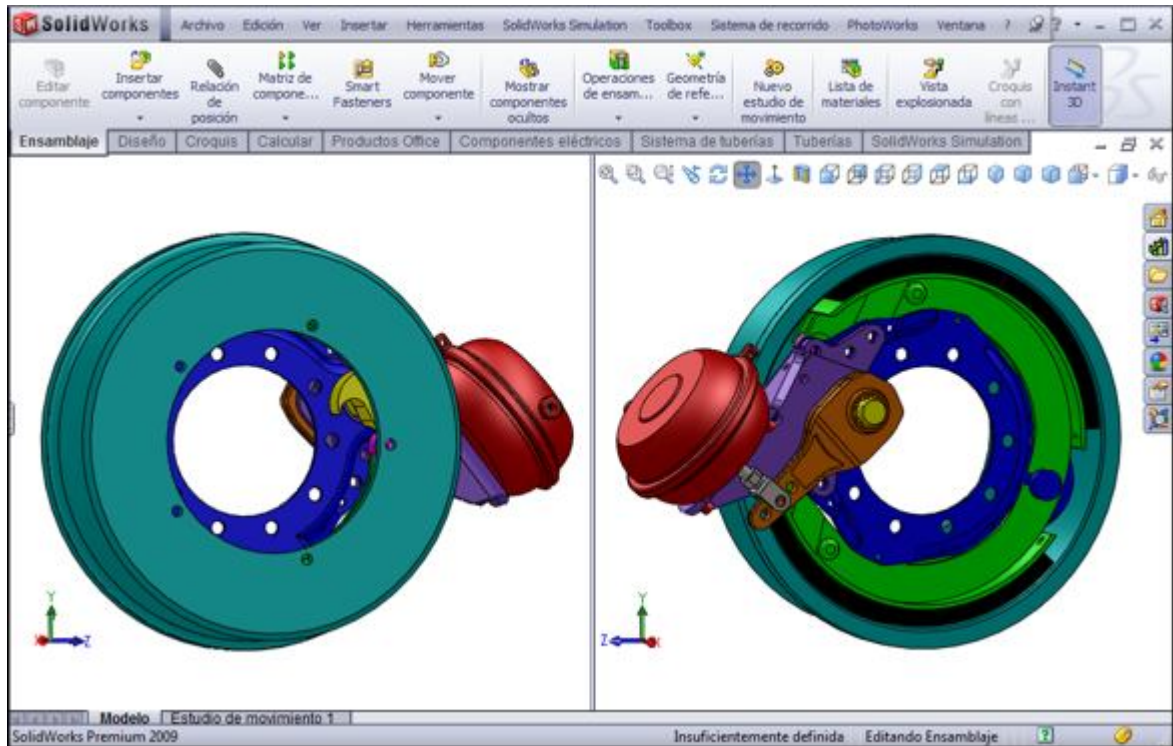 SolidWorks Archivo Edición Ver Insertar Herramientas SolidWorks Simulation Toolbox Sistema de recorrido PhotoWorks Ventana ?
Editar componente
Insertar componentes
Relación de posición
Matriz de compone...
Smart Fasteners
Mover componente
Mostrar componentes ocultos
Operaciones de ensam...
Geometría de refe...
Nuevo estudio de movimiento
Lista de materiales
Vista explosionada
Croquis con líneas ...
Instant 3D
Ensamblaje Diseño Croquis Calcular Productos Office Componentes eléctricos Sistema de tuberías Tuberías SolidWorks Simulation
Y X Z
Y Z X
Modelo Estudio de movimiento 1
SolidWorks Premium 2009 Insuficientemente definida Editando Ensamblaje